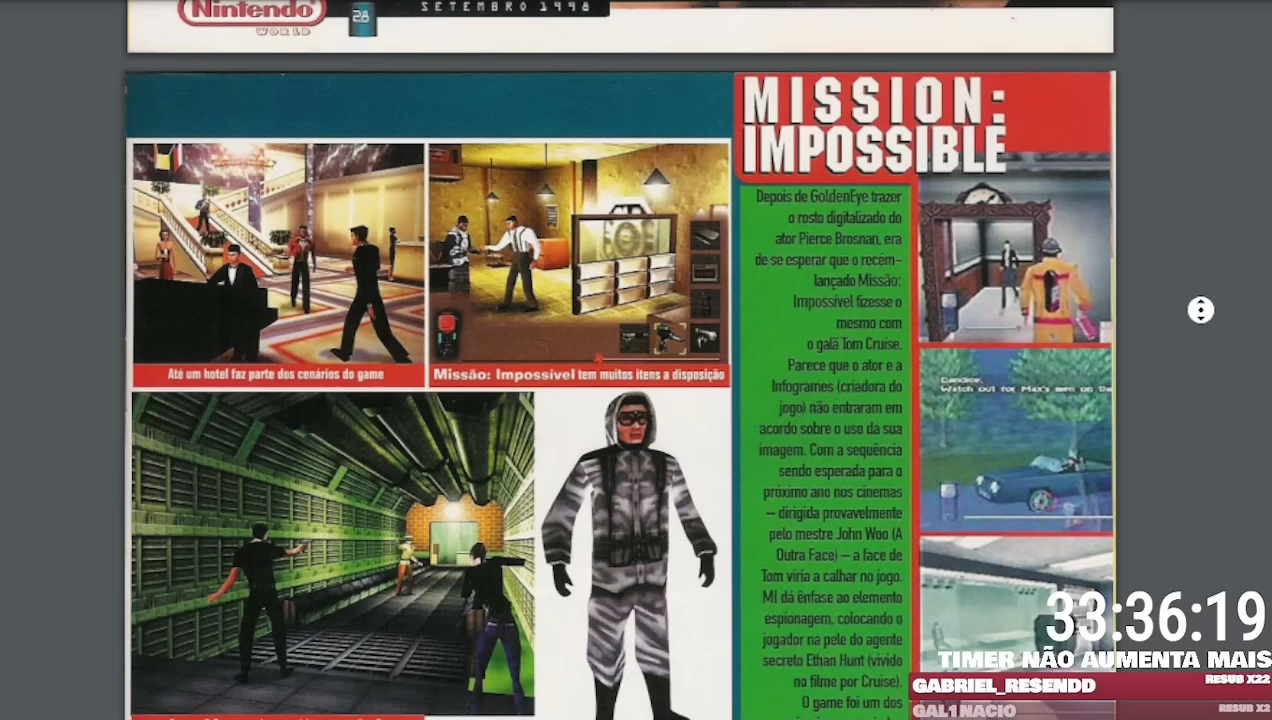 Nintendo
WORLD
28
SETEMBRO 1998
MISSION:
IMPOSSIBLE
Até um hotel faz parte dos cenários do game
Missão: Impossível tem muitos itens a disposição
Depois de GoldenEye trazer
o rosto digitalizado do
ator Pierce Brosnan, era
de se esperar que o recém-
lançado Missão:
Impossível fizesse o
mesmo com
o galã Tom Cruise.
Parece que o ator e a
Infogrames (criadora do
jogo) não entraram em
acordo sobre o uso da sua
imagem. Com a sequência
sendo esperada para o
próximo ano nos cinemas
– dirigida provavelmente
pelo mestre John Woo (A
Outra Face) – a face de
Tom viria a calhar no jogo.
MI dá ênfase ao elemento
espionagem, colocando o
jogador na pele do agente
secreto Ethan Hunt (vivido
no filme por Cruise).
O game foi um dos
Candice,
Watch out for Max's men on
33:36:19
TIMER NÃO AUMENTA MAIS
GABRIEL_RESENDD
RESUB X22
GAL1NACIO
RESUB X2